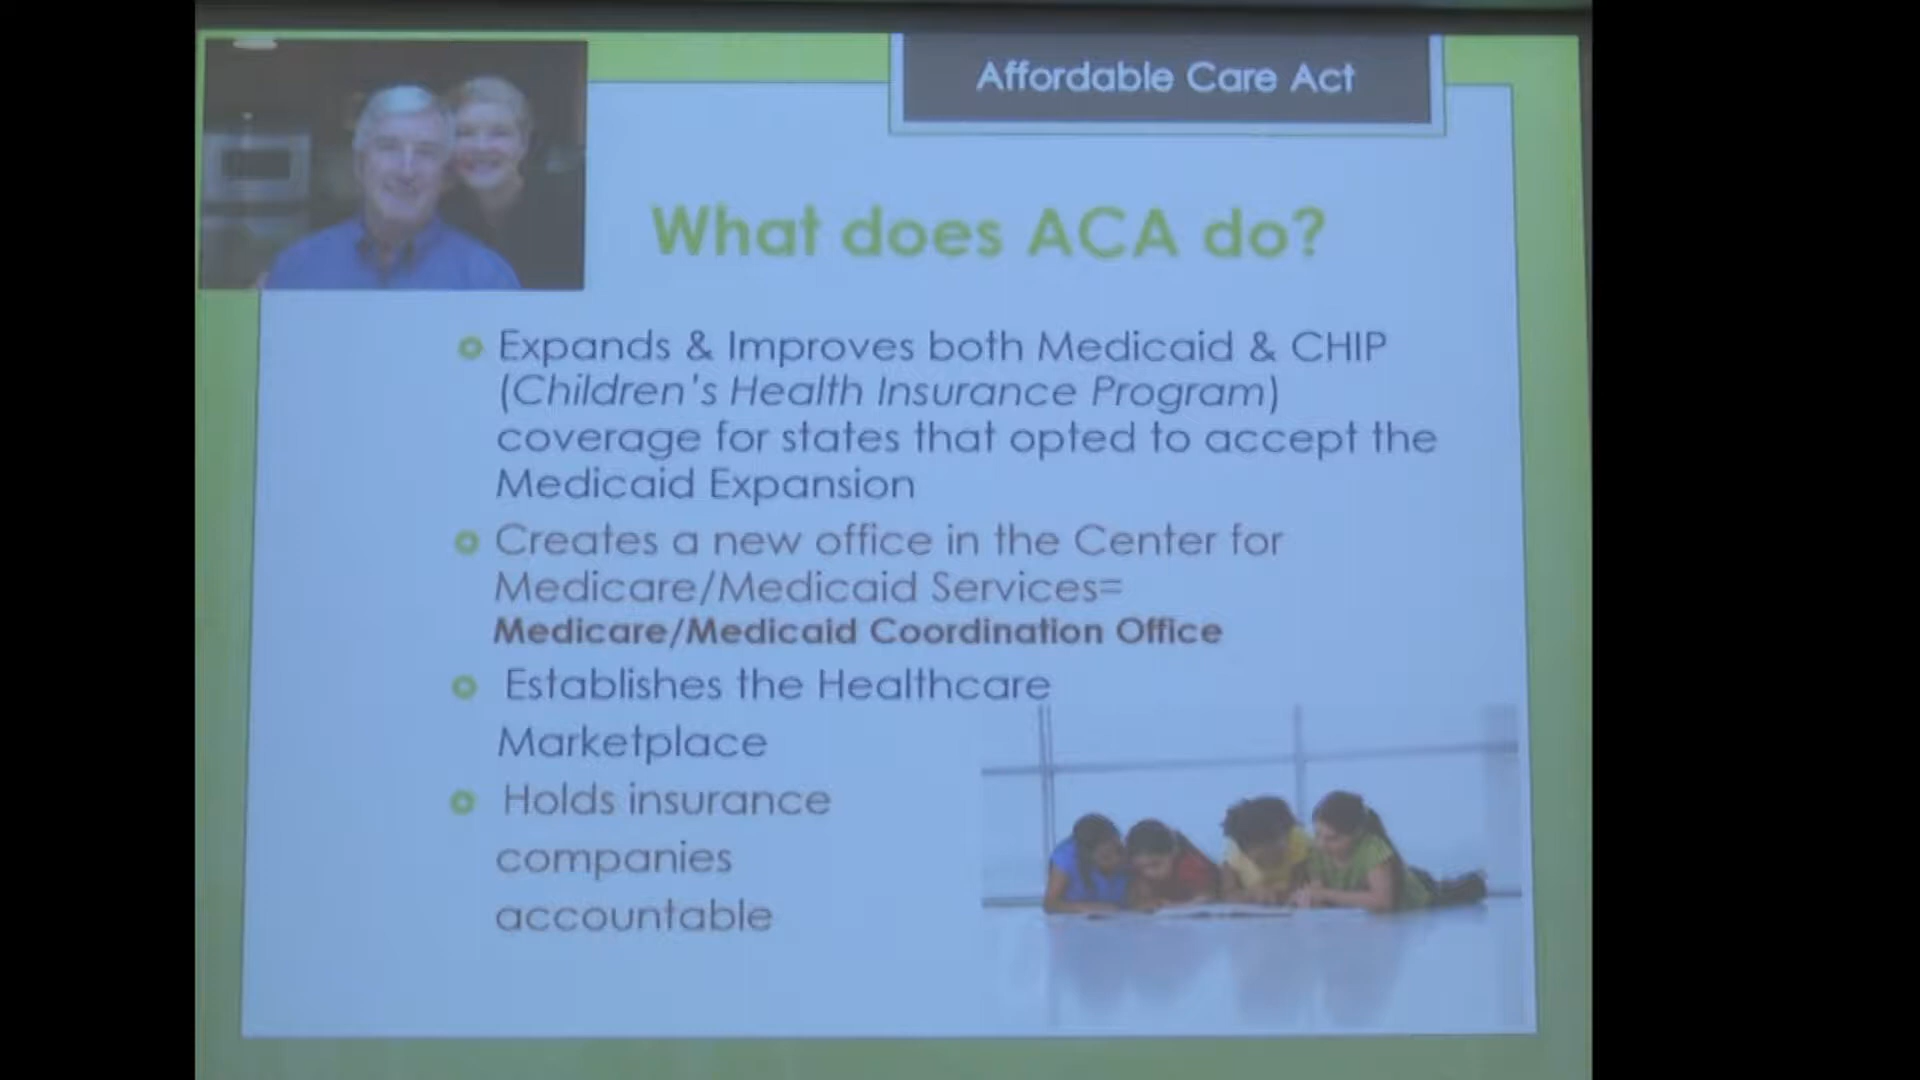 Affordable Care Act
What does ACA do?
Expands & Improves both Medicaid & CHIP
(Children's Health Insurance Program)
coverage for states that opted to accept the
Medicaid Expansion
Creates a new office in the Center for
Medicare/Medicaid Services=
Medicare/Medicaid Coordination Office
Establishes the Healthcare
Marketplace
Holds insurance
companies
accountable